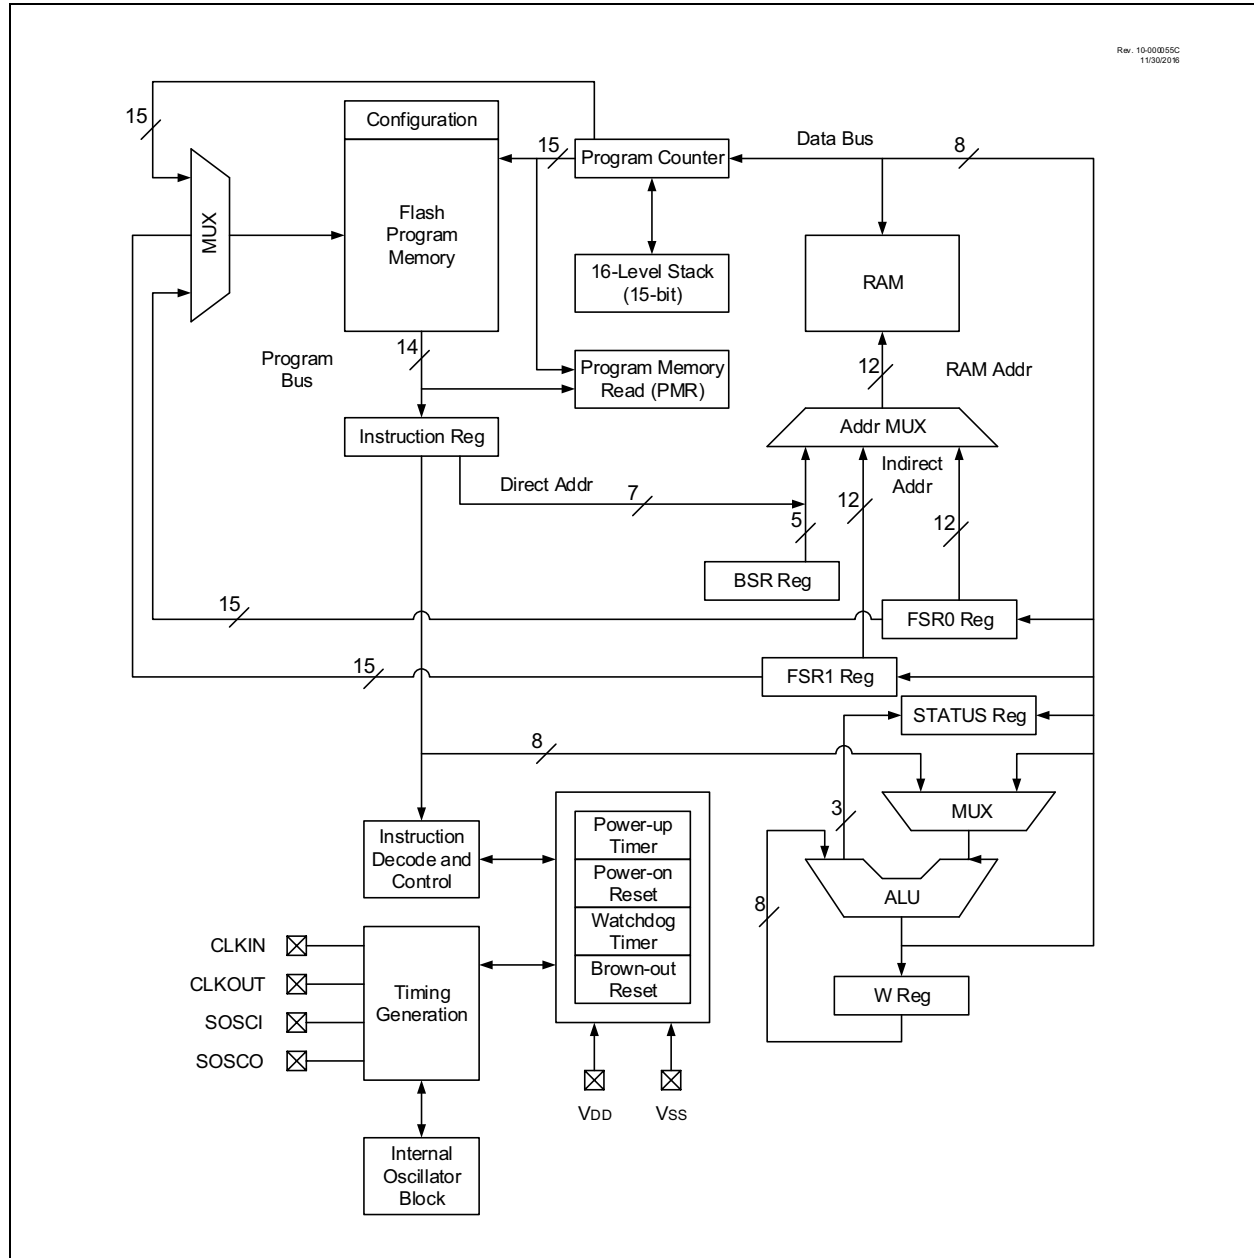 Rev. 10-000055C
11/30/2016
15
Configuration
15
Program Counter
Data Bus
8
MUX
Flash
Program
Memory
16-Level Stack
(15-bit)
RAM
Program
Bus
14
Program Memory
Read (PMR)
12
RAM Addr
Instruction Reg
Addr MUX
Indirect
Addr
Direct Addr
7
5
12
12
BSR Reg
15
FSR0 Reg
15
FSR1 Reg
STATUS Reg
8
3
MUX
Instruction
Decode and
Control
Power-up
Timer
Power-on
Reset
Watchdog
Timer
Brown-out
Reset
8
ALU
W Reg
CLKIN
CLKOUT
SOSCI
SOSCO
Timing
Generation
VDD
VSS
Internal
Oscillator
Block